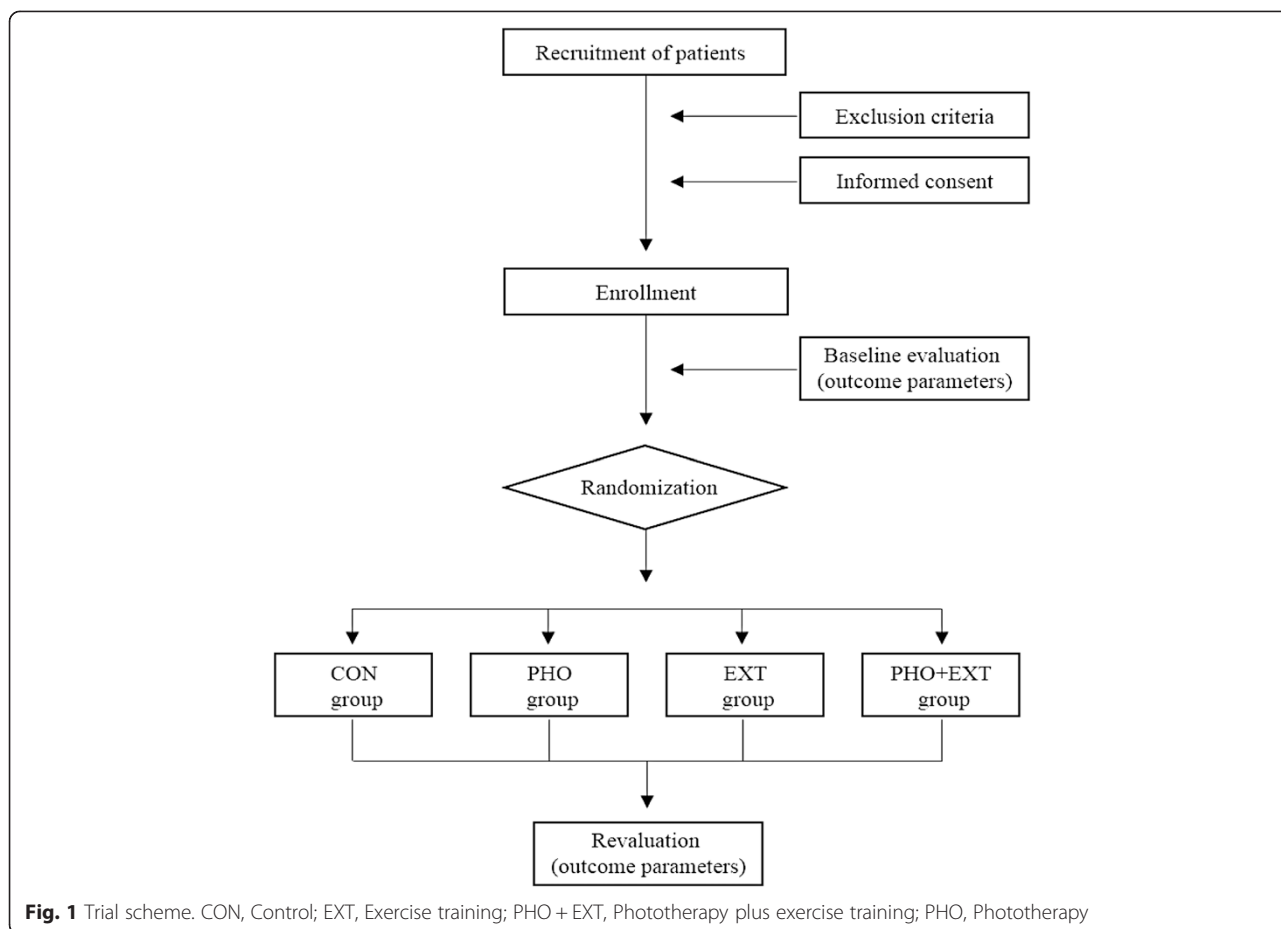 Recruitment of patients
Exclusion criteria
Informed consent
Enrollment
Baseline evaluation
(outcome parameters)
Randomization
CON
group
PHO
group
EXT
group
PHO+EXT
group
Revaluation
(outcome parameters)
Fig. 1 Trial scheme. CON, Control; EXT, Exercise training; PHO + EXT, Phototherapy plus exercise training; PHO, Phototherapy